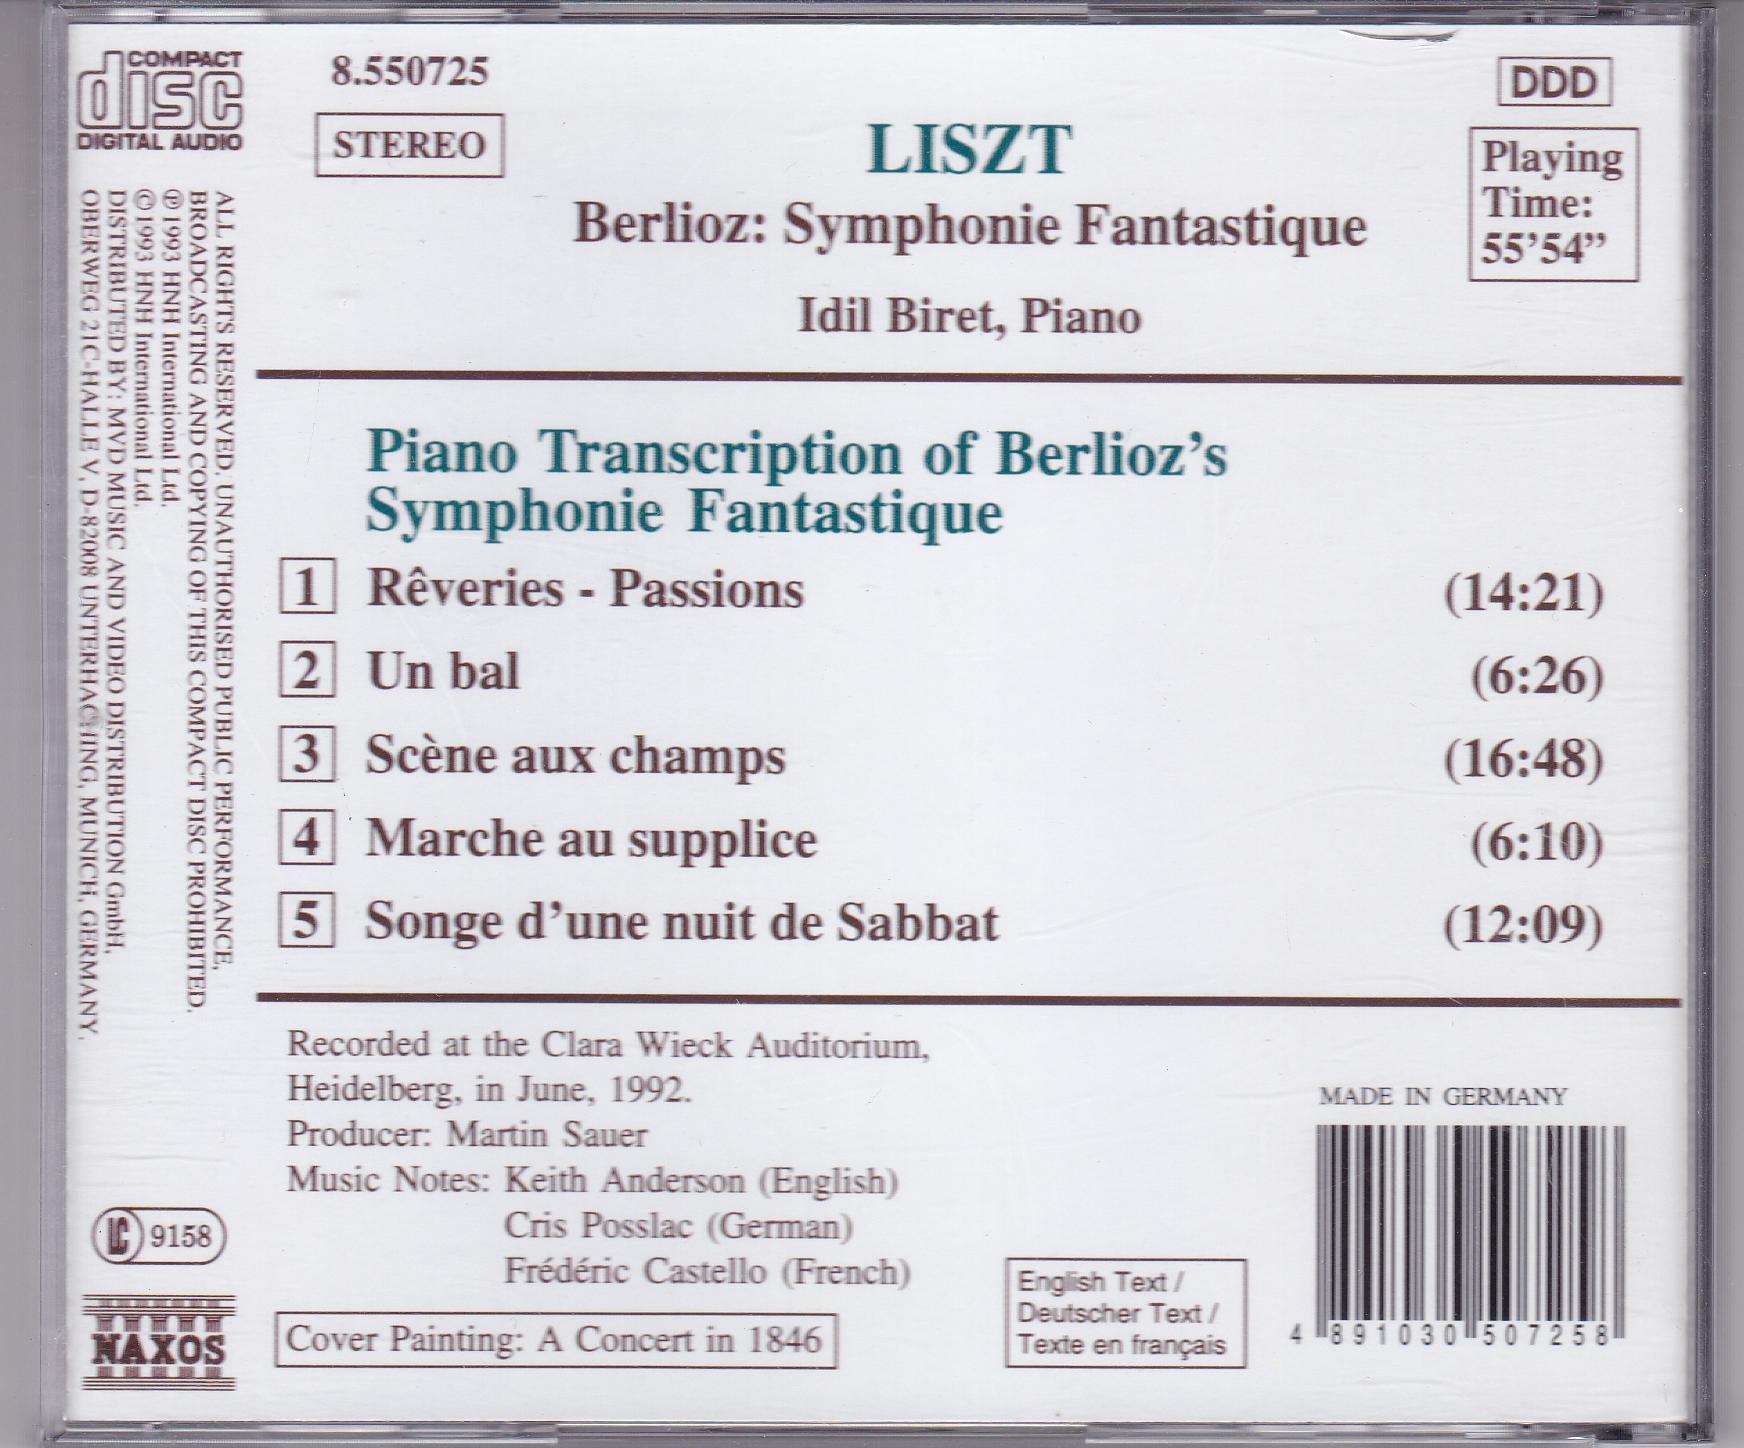 COMPACT
disc
DIGITAL AUDIO
8.550725
STEREO
LISZT
Berlioz: Symphonie Fantastique
Idil Biret, Piano
DDD
Playing
Time:
55’54”
Piano Transcription of Berlioz’s
Symphonie Fantastique
1 Rêveries - Passions (14:21)
2 Un bal (6:26)
3 Scène aux champs (16:48)
4 Marche au supplice (6:10)
5 Songe d’une nuit de Sabbat (12:09)
Recorded at the Clara Wieck Auditorium,
Heidelberg, in June, 1992.
Producer: Martin Sauer
Music Notes: Keith Anderson (English)
Cris Posslac (German)
Frédéric Castello (French)
Cover Painting: A Concert in 1846
English Text /
Deutscher Text /
Texte en français
MADE IN GERMANY
4 891030 507258
ALL RIGHTS RESERVED. UNAUTHORISED PUBLIC PERFORMANCE,
BROADCASTING AND COPYING OF THIS COMPACT DISC PROHIBITED.
℗ 1993 HNH International Ltd.
© 1993 HNH International Ltd.
DISTRIBUTED BY: MVD MUSIC AND VIDEO DISTRIBUTION GmbH,
OBERWEG 21C-HALLE V, D-82008 UNTERHACHING, MUNICH, GERMANY.
LC 9158
NAXOS